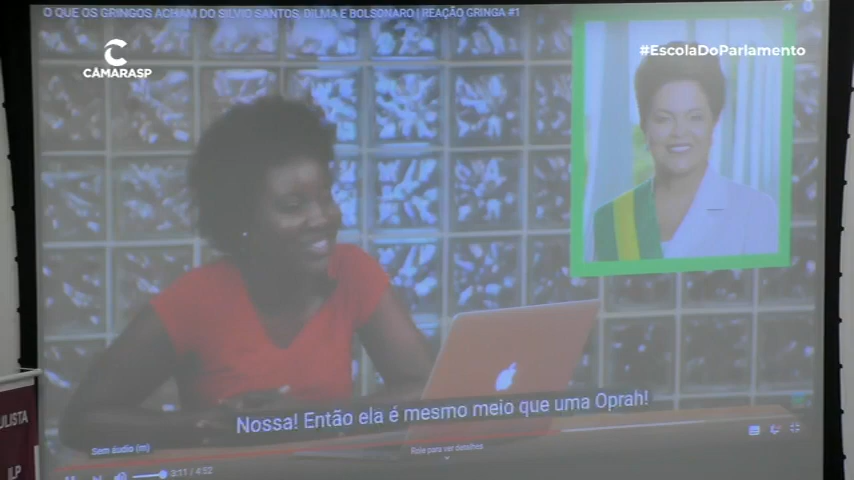 O QUE OS GRINGOS ACHAM DO SILVIO SANTOS, DILMA E BOLSONARO | REAÇÃO GRINGA #1
#EscolaDoParlamento
CÂMARASP
Nossa! Então ela é mesmo meio que uma Oprah!
Sem áudio (m)
Role para ver detalhes
3:11 / 4:52
ULISTA
ILP